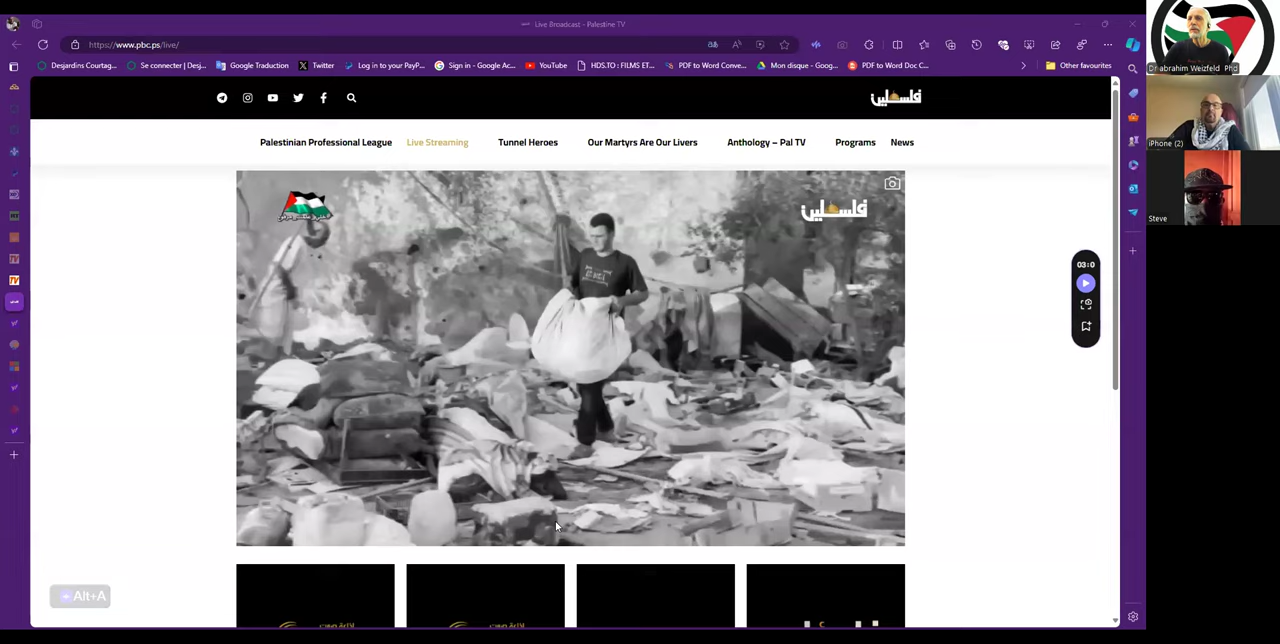 Live Broadcast - Palestine TV
https://www.pbc.ps/live/
Desjardins Courtag...
Se connecter | Desj...
Google Traduction
Twitter
Log in to your PayP...
Sign in - Google Ac...
YouTube
HDS.TO : FILMS ET...
PDF to Word Conve...
Mon disque - Goog...
PDF to Word Doc C...
Other favourites
فلسطين
Palestinian Professional League
Live Streaming
Tunnel Heroes
Our Martyrs Are Our Livers
Anthology – Pal TV
Programs
News
فلسطين
03:0
Alt+A
Dr abrahim Weizfeld Phd
iPhone (2)
Steve